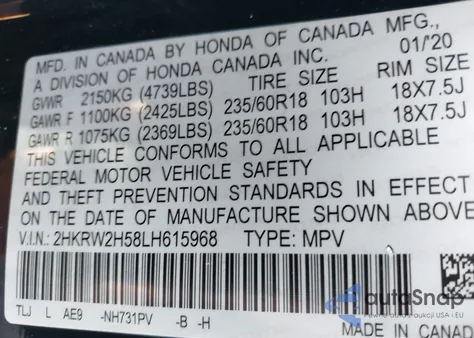 MFD. IN CANADA BY HONDA OF CANADA MFG.,
A DIVISION OF HONDA CANADA INC. 01/'20
GVWR 2150KG (4739LBS) TIRE SIZE RIM SIZE
GAWR F 1100KG (2425LBS) 235/60R18 103H 18X7.5J
GAWR R 1075KG (2369LBS) 235/60R18 103H 18X7.5J
THIS VEHICLE CONFORMS TO ALL APPLICABLE
FEDERAL MOTOR VEHICLE SAFETY
AND THEFT PREVENTION STANDARDS IN EFFECT
DATE OF MANUFACTURE SHOWN ABOVE
V.I.N.: 2HKRW2H58LH615968 TYPE: MPV
TLJ L AE9 -NH731PV -B -H
autoSnap
MADE IN CANAD